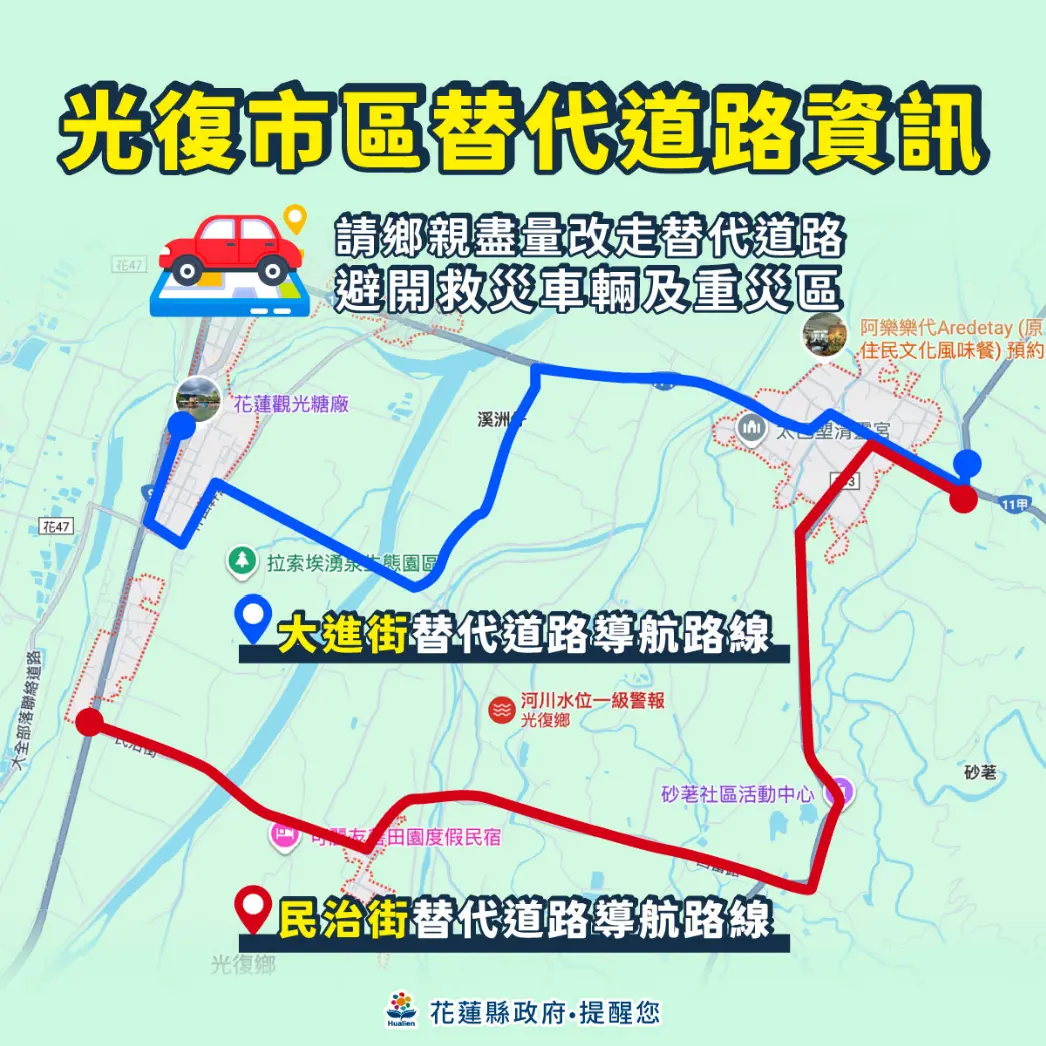 光復市區替代道路資訊
請鄉親盡量改走替代道路
避開救災車輛及重災區
花47
阿樂樂代Aredetay (原
住民文化風味餐) 預約
花蓮觀光糖廠
溪洲
11甲
花47
拉索埃湧泉生態園區
大進街替代道路導航路線
大全部落聯絡道路
河川水位一級警報
光復鄉
民治街
砂荖
砂荖社區活動中心
田園度假民宿
民治街替代道路導航路線
光復鄉
Hualien
花蓮縣政府·提醒您